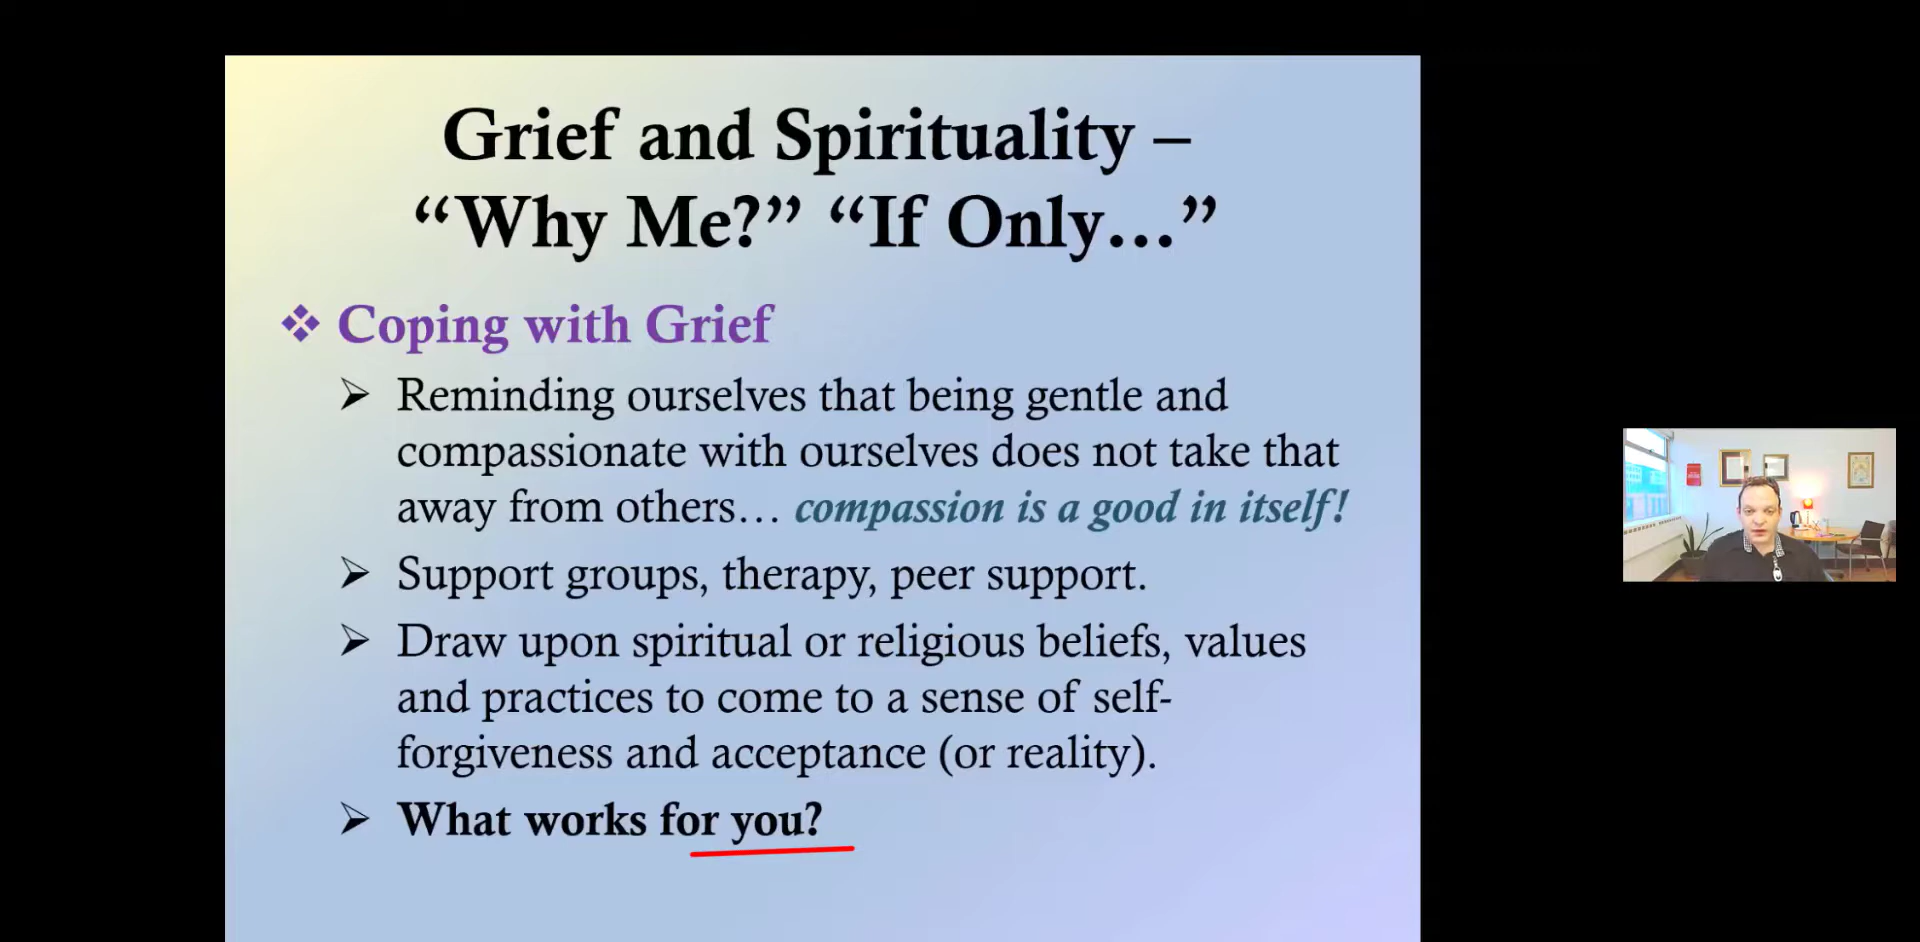 Grief and Spirituality –
“Why Me?” “If Only…”
❖ Coping with Grief
➢ Reminding ourselves that being gentle and
compassionate with ourselves does not take that
away from others… compassion is a good in itself!
➢ Support groups, therapy, peer support.
➢ Draw upon spiritual or religious beliefs, values
and practices to come to a sense of self-
forgiveness and acceptance (or reality).
➢ What works for you?